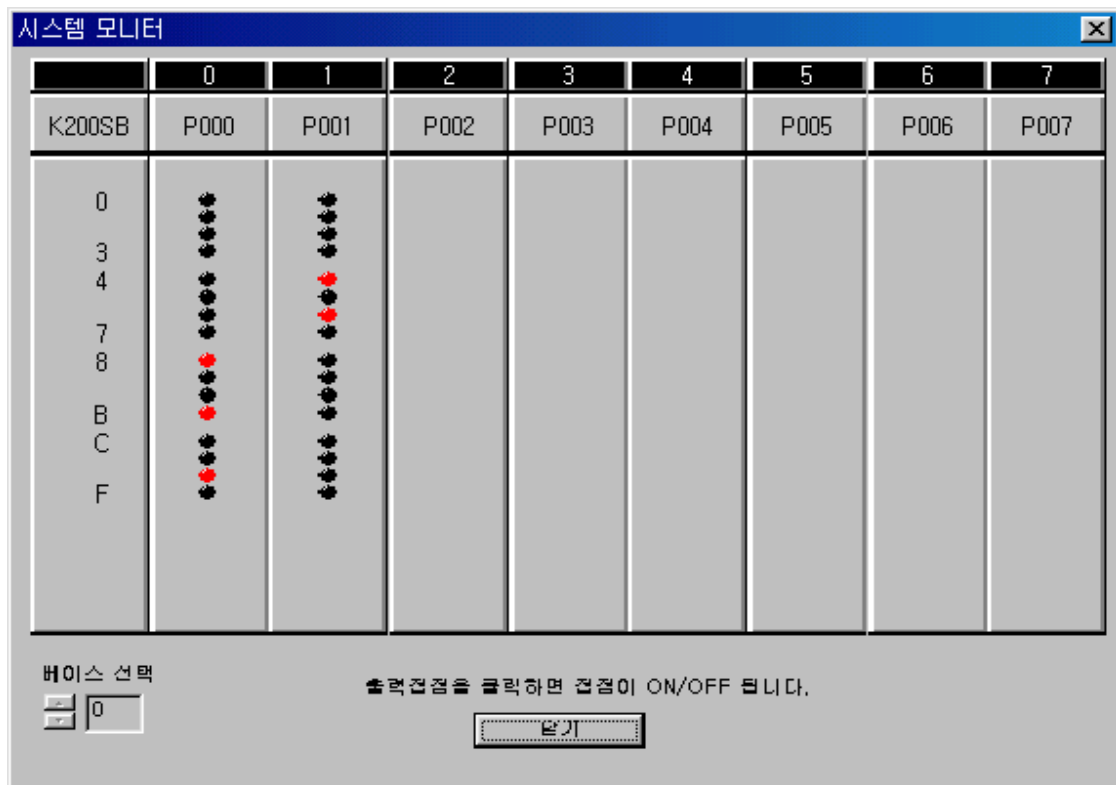 시스템 모니터
0 1 2 3 4 5 6 7
K200SB P000 P001 P002 P003 P004 P005 P006 P007
0
3
4
7
8
B
C
F
베이스 선택
0
출력접점을 클릭하면 접점이 ON/OFF 됩니다.
닫기